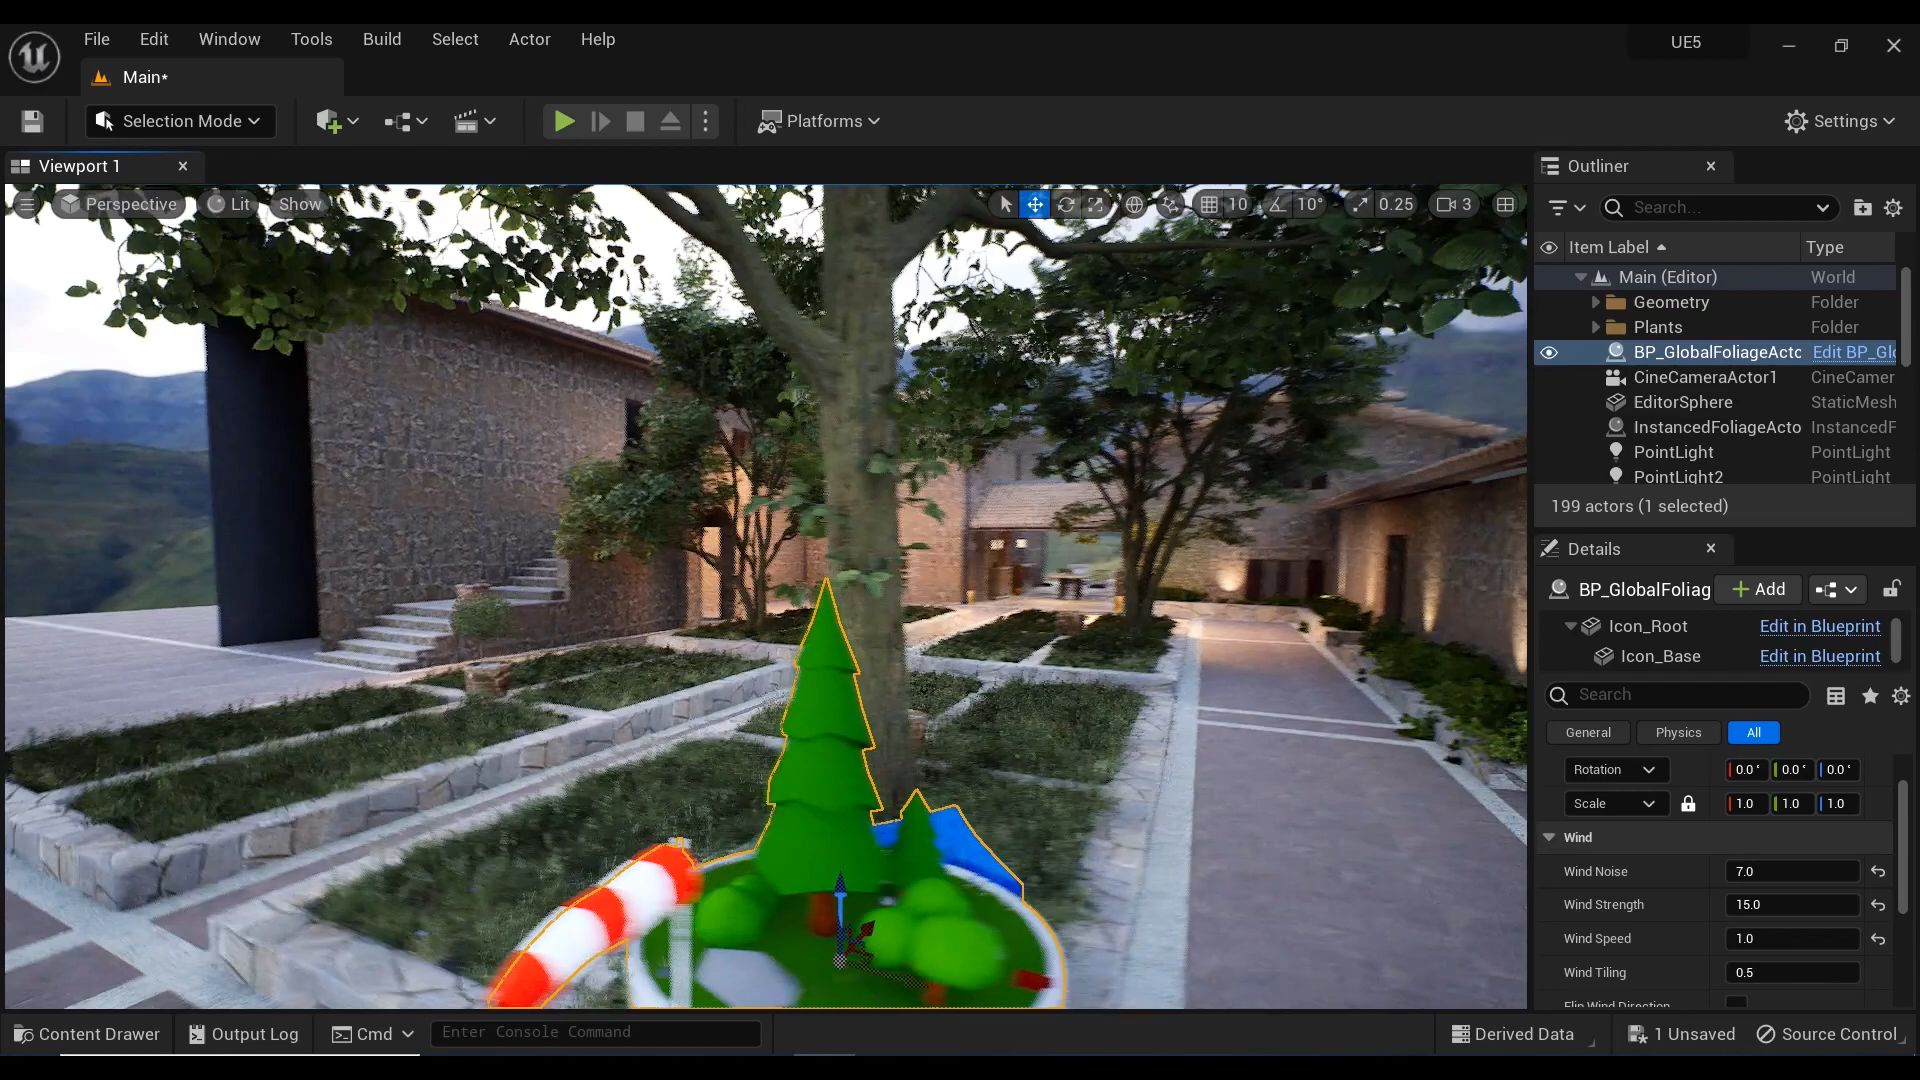 File Edit Window Tools Build Select Actor Help
UE5
Main*
Selection Mode
Platforms
Settings
Viewport 1
Perspective
Lit
Show
10
10°
0.25
3
Outliner
Search...
Item Label
Type
Main (Editor) World
Geometry Folder
Plants Folder
BP_GlobalFoliageActo Edit BP_Glo
CineCameraActor1 CineCamer
EditorSphere StaticMesh
InstancedFoliageActo InstancedF
PointLight PointLight
PointLight2 PointLight
199 actors (1 selected)
Details
BP_GlobalFoliag
Add
Icon_Root Edit in Blueprint
Icon_Base Edit in Blueprint
Search
General Physics All
Rotation 0.0° 0.0° 0.0°
Scale 1.0 1.0 1.0
Wind
Wind Noise 7.0
Wind Strength 15.0
Wind Speed 1.0
Wind Tiling 0.5
Flip Wind Direction
Content Drawer
Output Log
Cmd
Enter Console Command
Derived Data
1 Unsaved
Source Control